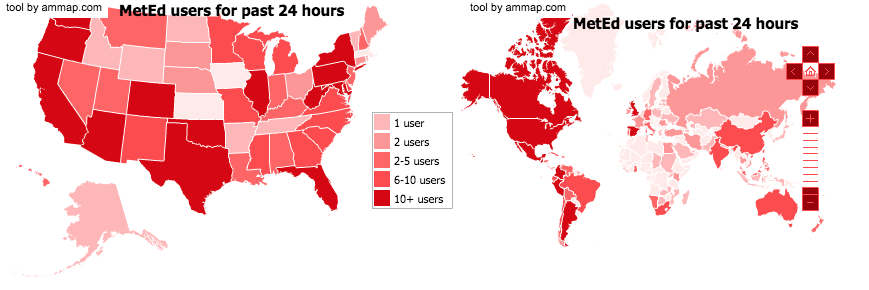 tool by ammap.com
MetEd users for past 24 hours
1 user
2 users
2-5 users
6-10 users
10+ users
tool by ammap.com
MetEd users for past 24 hours